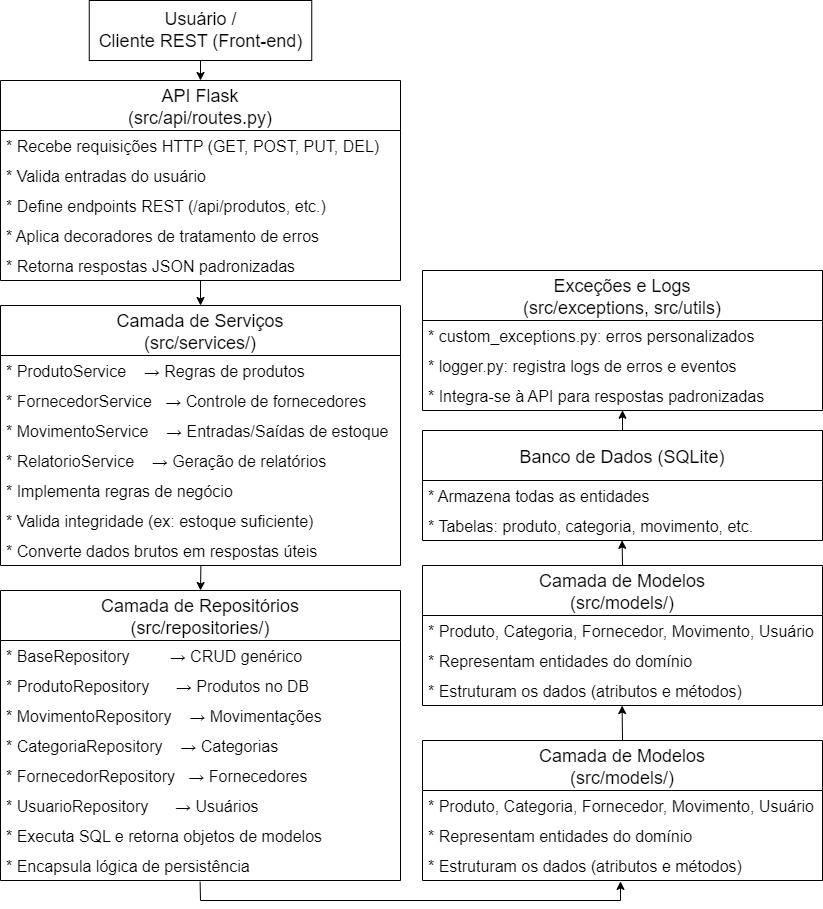 Usuário /
Cliente REST (Front-end)
API Flask
(src/api/routes.py)
* Recebe requisições HTTP (GET, POST, PUT, DEL)
* Valida entradas do usuário
* Define endpoints REST (/api/produtos, etc.)
* Aplica decoradores de tratamento de erros
* Retorna respostas JSON padronizadas
Camada de Serviços
(src/services/)
* ProdutoService → Regras de produtos
* FornecedorService → Controle de fornecedores
* MovimentoService → Entradas/Saídas de estoque
* RelatorioService → Geração de relatórios
* Implementa regras de negócio
* Valida integridade (ex: estoque suficiente)
* Converte dados brutos em respostas úteis
Camada de Repositórios
(src/repositories/)
* BaseRepository → CRUD genérico
* ProdutoRepository → Produtos no DB
* MovimentoRepository → Movimentações
* CategoriaRepository → Categorias
* FornecedorRepository → Fornecedores
* UsuarioRepository → Usuários
* Executa SQL e retorna objetos de modelos
* Encapsula lógica de persistência
Camada de Modelos
(src/models/)
* Produto, Categoria, Fornecedor, Movimento, Usuário
* Representam entidades do domínio
* Estruturam os dados (atributos e métodos)
Camada de Modelos
(src/models/)
* Produto, Categoria, Fornecedor, Movimento, Usuário
* Representam entidades do domínio
* Estruturam os dados (atributos e métodos)
Banco de Dados (SQLite)
* Armazena todas as entidades
* Tabelas: produto, categoria, movimento, etc.
Exceções e Logs
(src/exceptions, src/utils)
* custom_exceptions.py: erros personalizados
* logger.py: registra logs de erros e eventos
* Integra-se à API para respostas padronizadas